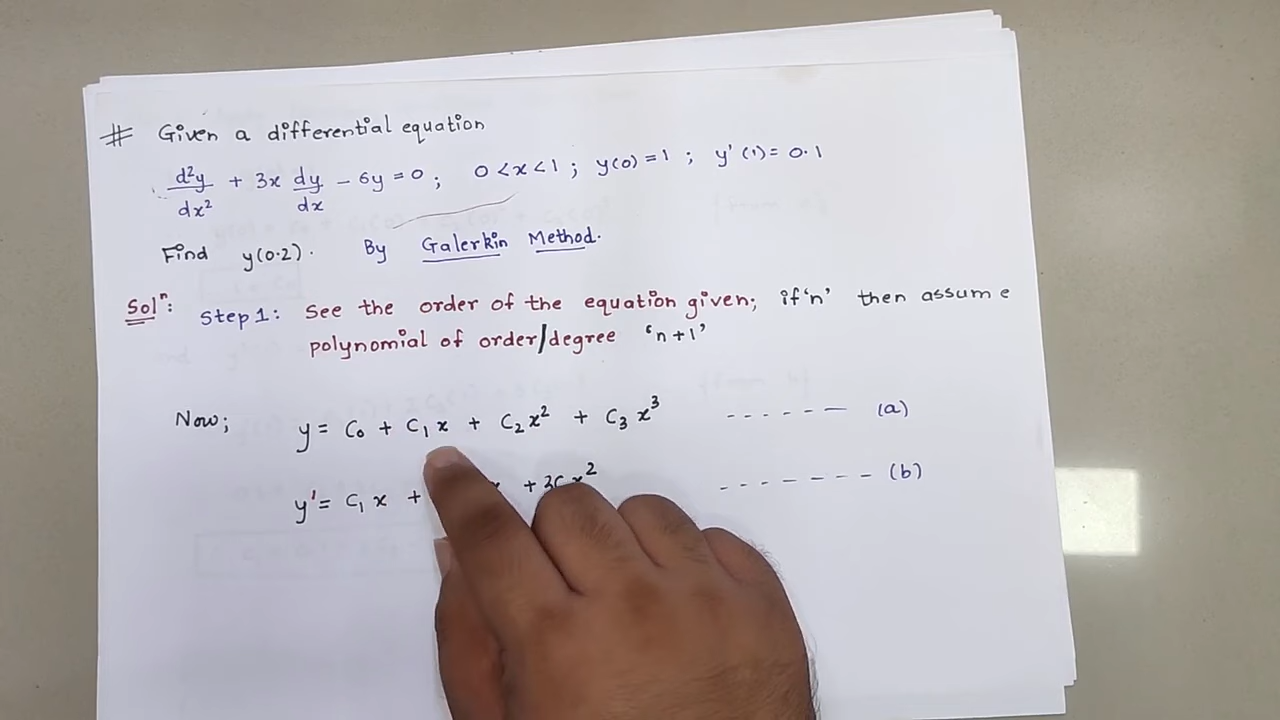 # Given a differential equation
d²y/dx² + 3x dy/dx - 6y = 0; 0<x<1; y(0)=1; y'(1)=0.1
Find y(0.2). By Galerkin Method.
Solⁿ: Step 1: See the order of the equation given; if 'n' then assume
polynomial of order/degree 'n+1'
Now; y = C₀ + C₁x + C₂x² + C₃x³ ------ (a)
y' = C₁x + x + 3C x² ------- (b)